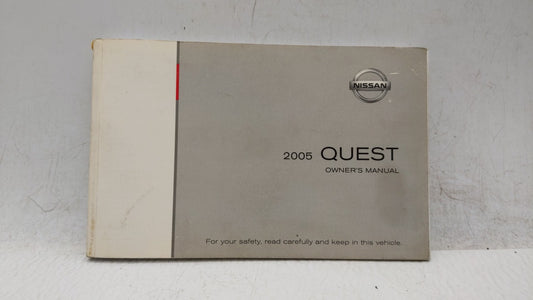 NISSAN
2005 QUEST
OWNER'S MANUAL
For your safety, read carefully and keep in this vehicle.